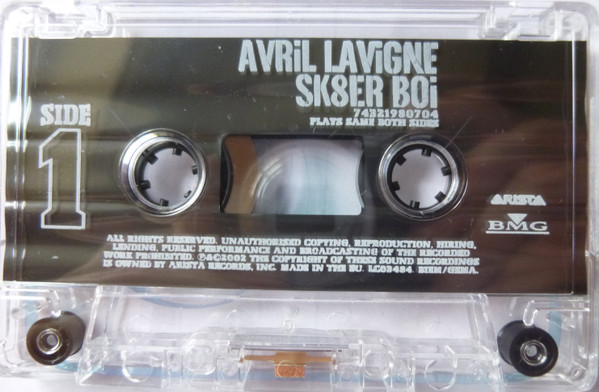 AVRiL LAViGNE
SK8ER BOi
74321980704
PLAYS SAME BOTH SIDES
SIDE
1
ARISTA
BMG
ALL RIGHTS RESERVED. UNAUTHORISED COPYING, REPRODUCTION, HIRING,
LENDING, PUBLIC PERFORMANCE AND BROADCASTING OF THE RECORDED
WORK PROHIBITED. ℗&©2002 THE COPYRIGHT OF THESE SOUND RECORDINGS
IS OWNED BY ARISTA RECORDS, INC. MADE IN THE EU. LC03484. BIEM/GEMA.